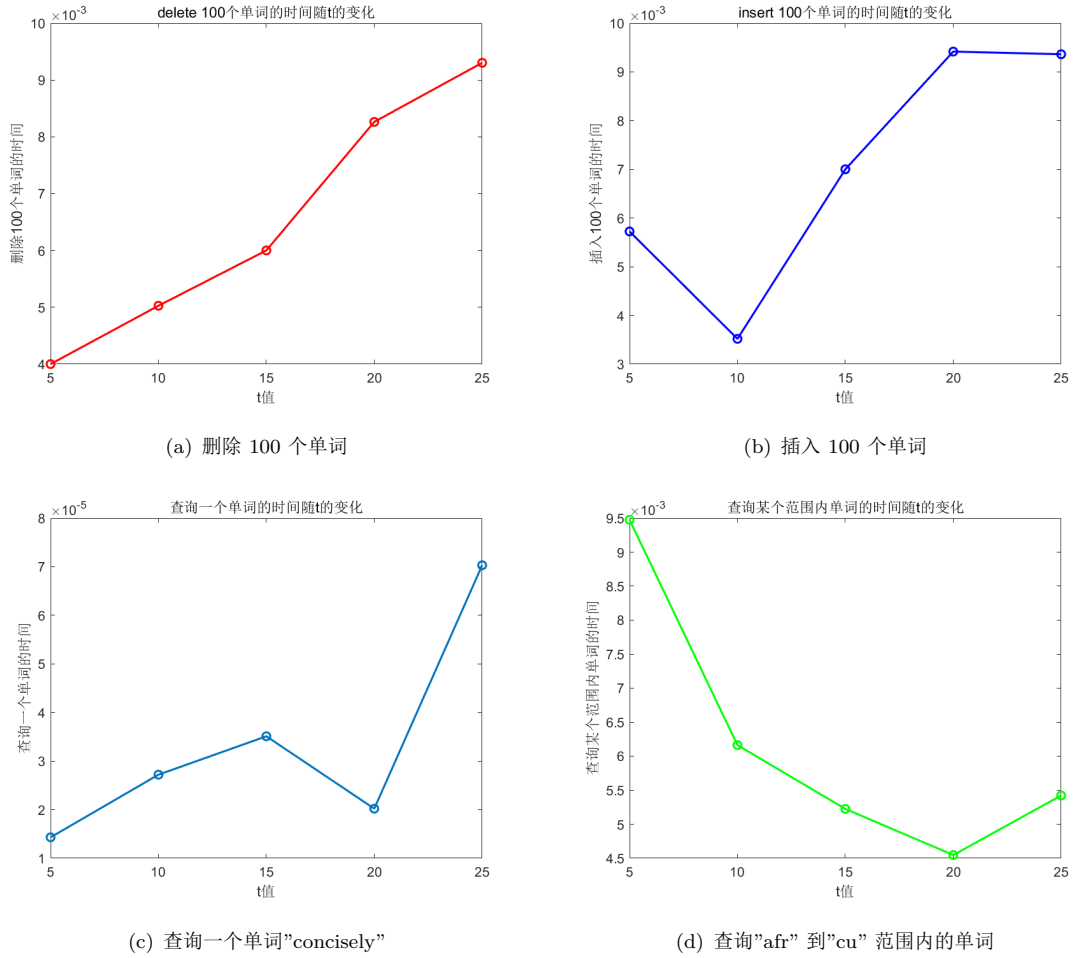 delete 100个单词的时间随t的变化
×10⁻³
10
9
8
7
6
5
4
5 10 15 20 25
t值
删除100个单词的时间
(a) 删除 100 个单词
insert 100个单词的时间随t的变化
×10⁻³
10
9
8
7
6
5
4
3
5 10 15 20 25
t值
插入100个单词的时间
(b) 插入 100 个单词
查询一个单词的时间随t的变化
×10⁻⁵
8
7
6
5
4
3
2
1
5 10 15 20 25
t值
查询一个单词的时间
(c) 查询一个单词”concisely”
查询某个范围内单词的时间随t的变化
×10⁻³
9.5
9
8.5
8
7.5
7
6.5
6
5.5
5
4.5
5 10 15 20 25
t值
查询某个范围内单词的时间
(d) 查询”afr” 到”cu” 范围内的单词